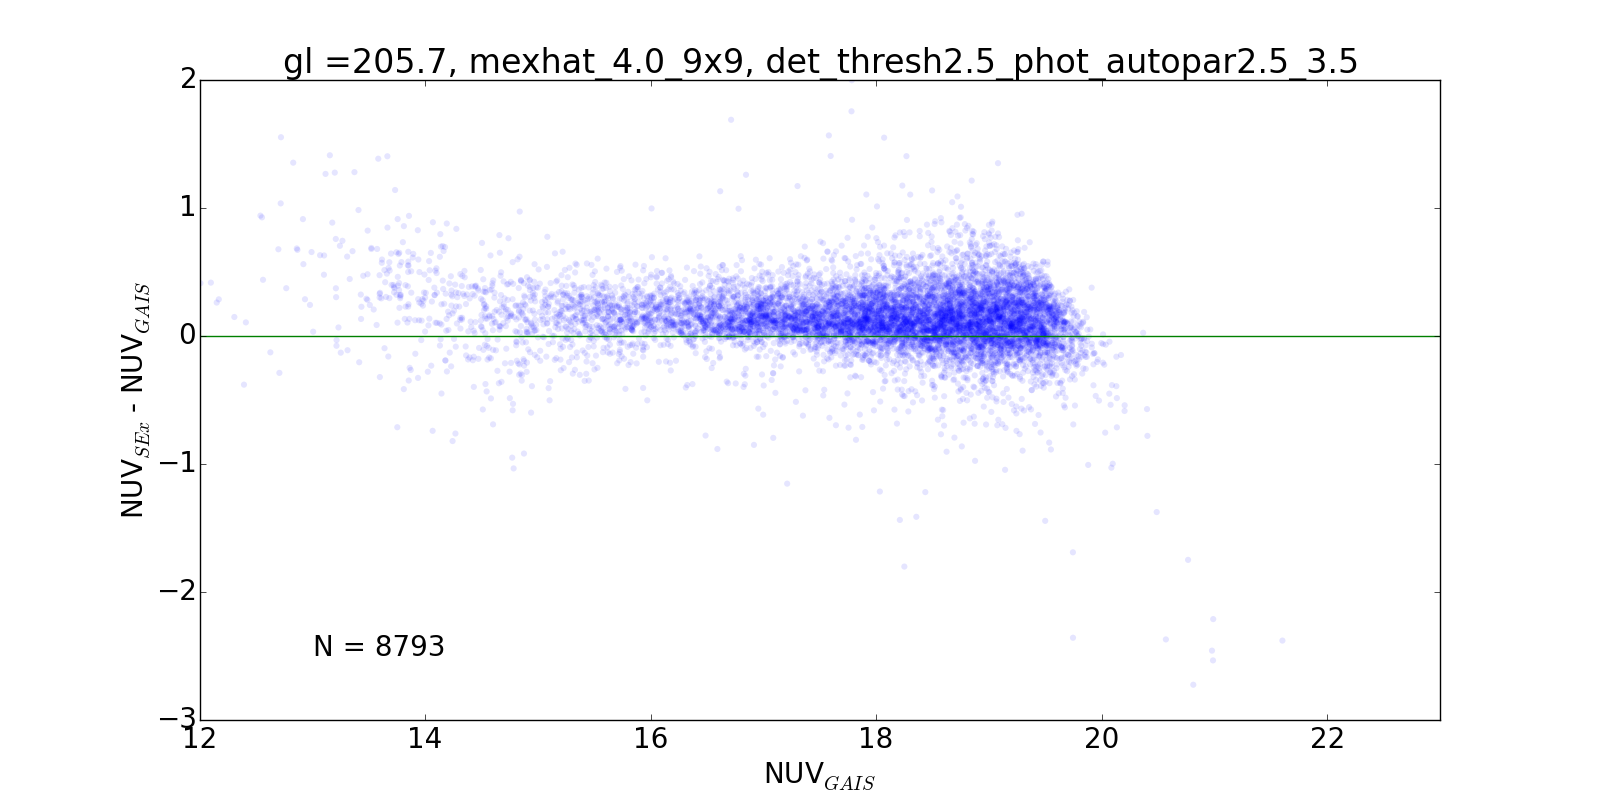 gl =205.7, mexhat_4.0_9x9, det_thresh2.5_phot_autopar2.5_3.5
2
1
0
−1
−2
−3
NUV_SEx - NUV_GAIS
N = 8793
12 14 16 18 20 22
NUV_GAIS